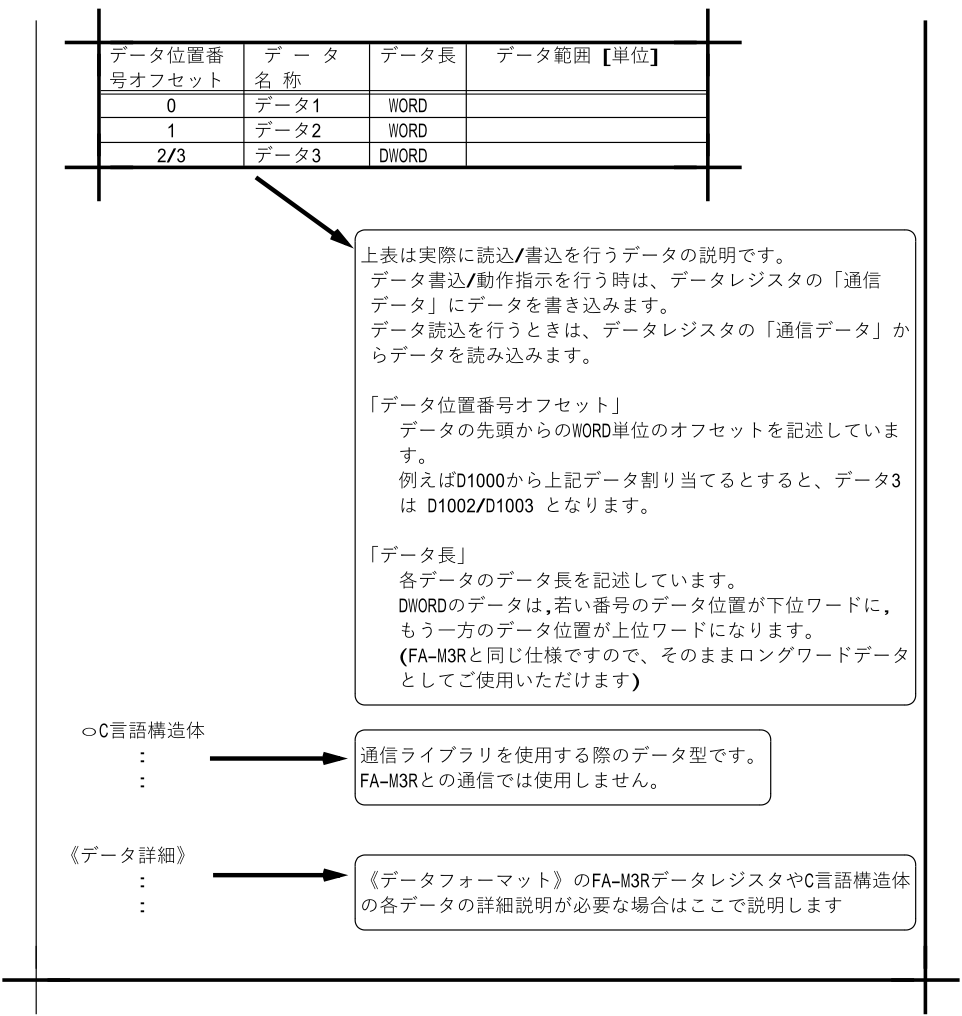 データ位置番 デ ー タ データ長 データ範囲 [単位]
号オフセット 名 称
0 データ1 WORD
1 データ2 WORD
2/3 データ3 DWORD
上表は実際に読込/書込を行うデータの説明です。
データ書込/動作指示を行う時は、データレジスタの「通信
データ」にデータを書き込みます。
データ読込を行うときは、データレジスタの「通信データ」か
らデータを読み込みます。
「データ位置番号オフセット」
データの先頭からのWORD単位のオフセットを記述していま
す。
例えばD1000から上記データ割り当てるとすると、データ3
は D1002/D1003 となります。
「データ長」
各データのデータ長を記述しています。
DWORDのデータは,若い番号のデータ位置が下位ワードに,
もう一方のデータ位置が上位ワードになります。
(FA-M3Rと同じ仕様ですので、そのままロングワードデータ
としてご使用いただけます)
○C言語構造体
:
:
通信ライブラリを使用する際のデータ型です。
FA-M3Rとの通信では使用しません。
《データ詳細》
:
:
《データフォーマット》のFA-M3RデータレジスタやC言語構造体
の各データの詳細説明が必要な場合はここで説明します